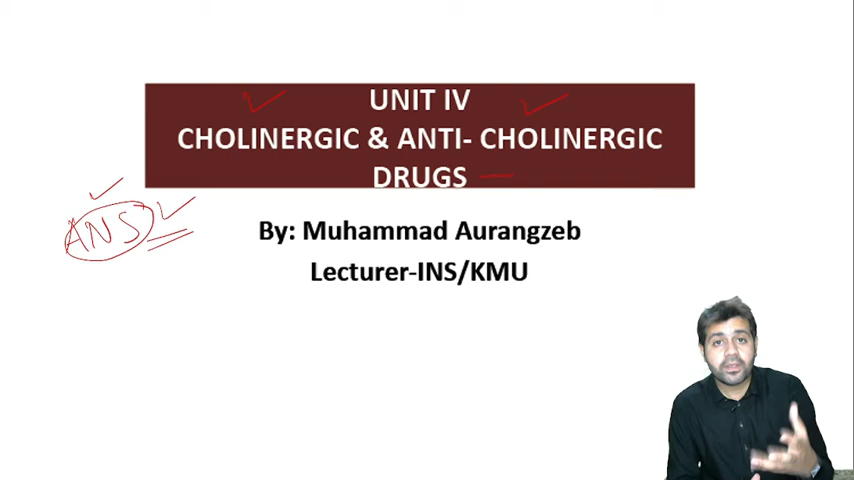 UNIT IV
CHOLINERGIC & ANTI- CHOLINERGIC
DRUGS
ANS
By: Muhammad Aurangzeb
Lecturer-INS/KMU